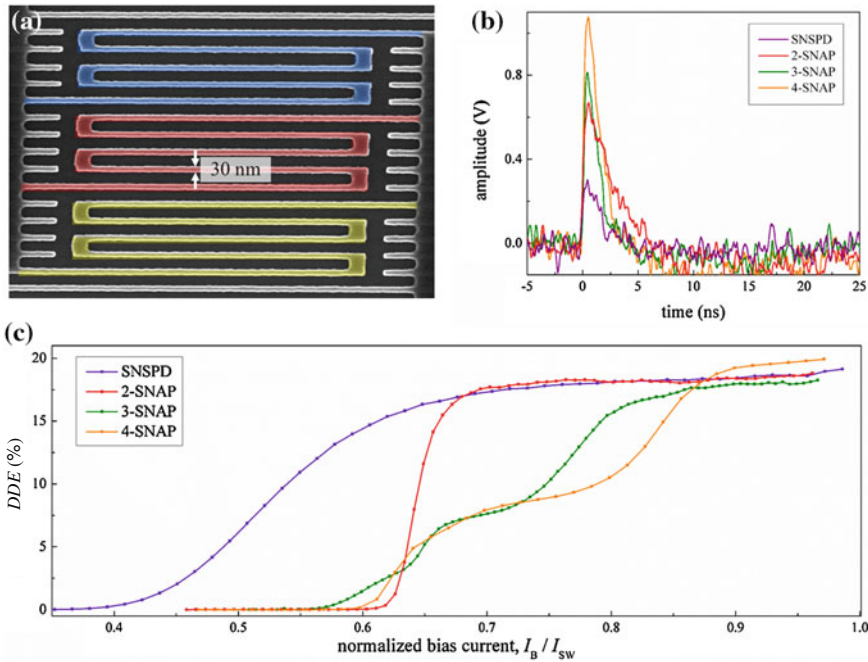 (a)
30 nm
(b)
SNSPD
2-SNAP
3-SNAP
4-SNAP
amplitude (V)
0.8
0.4
0.0
-5
0
5
10
15
20
25
time (ns)
(c)
SNSPD
2-SNAP
3-SNAP
4-SNAP
DDE (%)
20
15
10
5
0
0.4
0.5
0.6
0.7
0.8
0.9
1.0
normalized bias current, I_B / I_SW